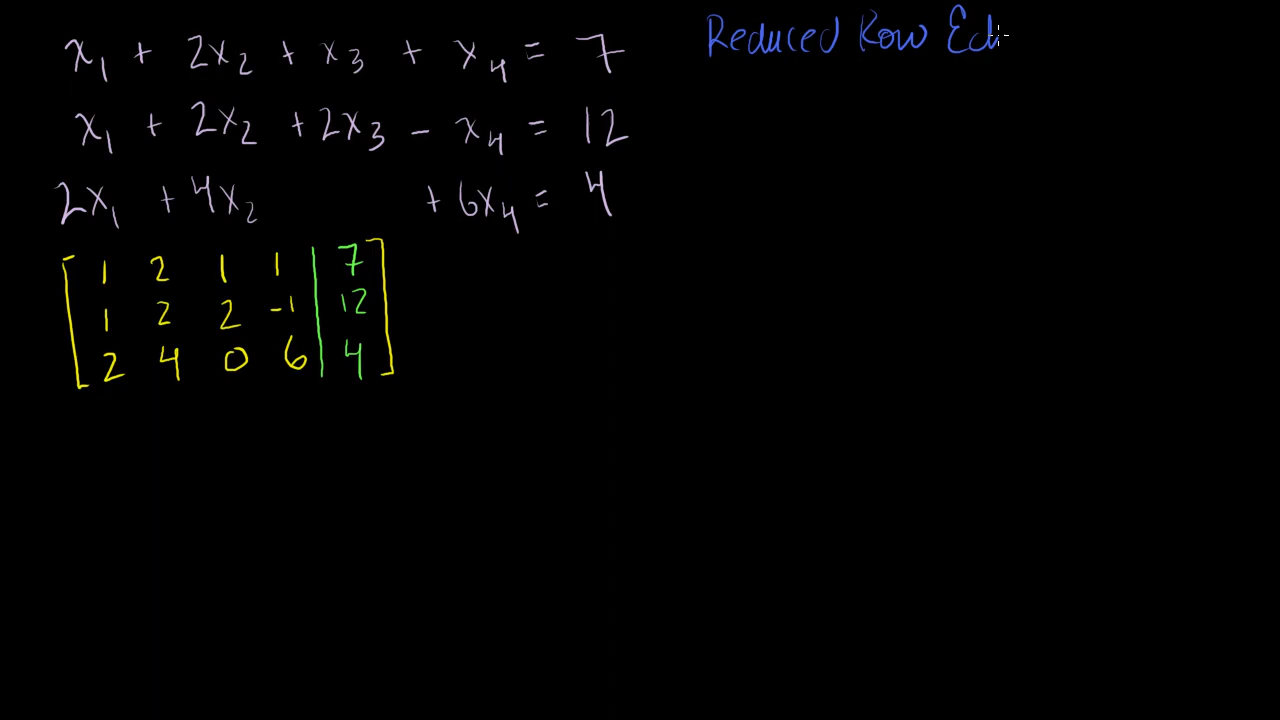 x₁ + 2x₂ + x₃ + x₄ = 7
Reduced Row Ech
x₁ + 2x₂ + 2x₃ - x₄ = 12
2x₁ + 4x₂ + 6x₄ = 4
[ 1 2 1 1 | 7 ]
1 2 2 -1 | 12
2 4 0 6 | 4